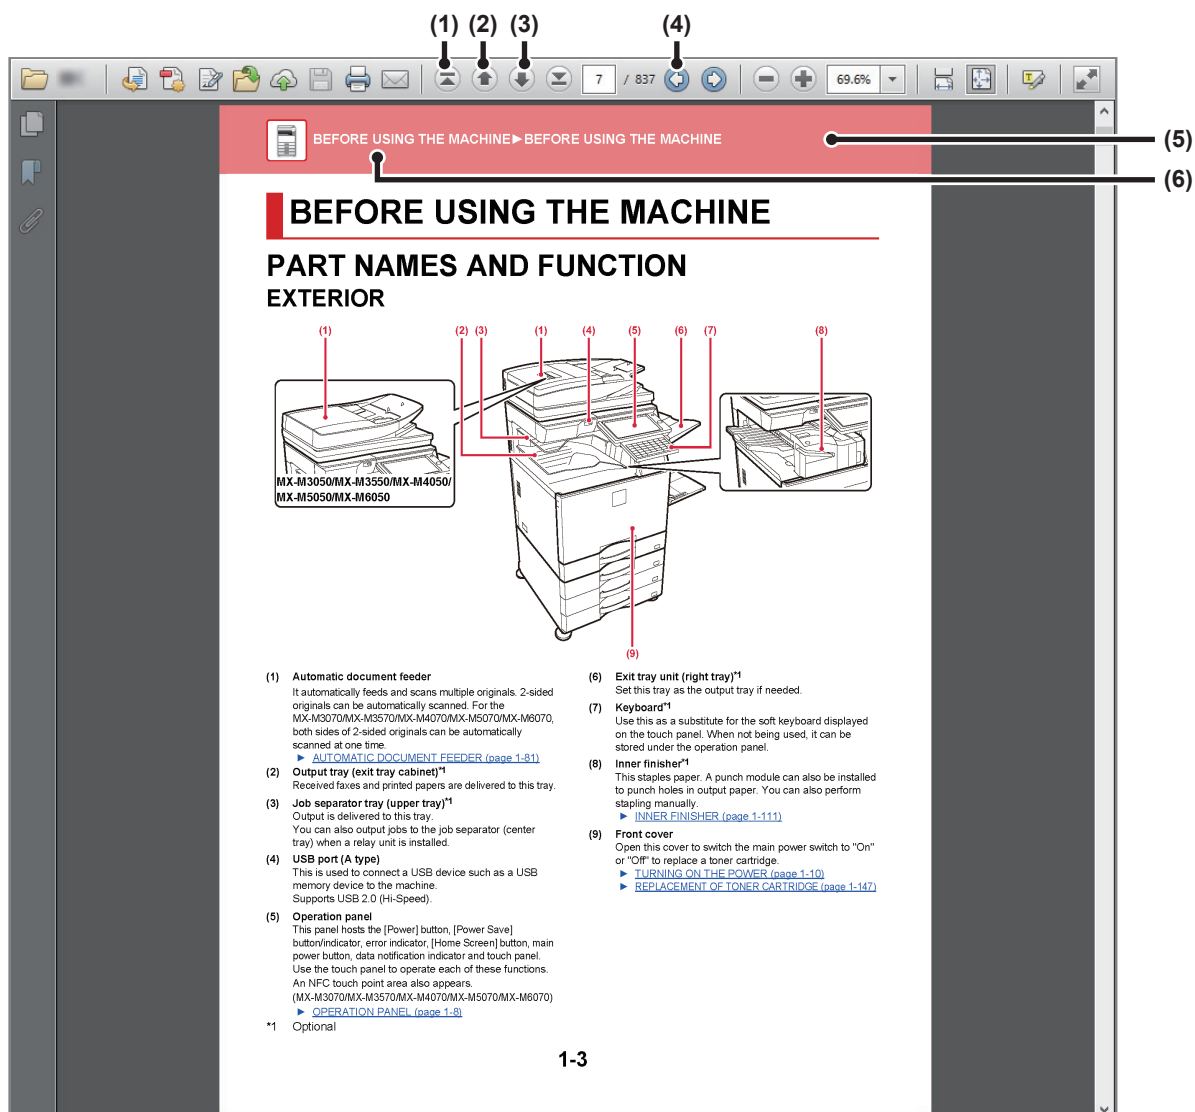 (1) (2) (3) (4)
7 / 837 69.6%
BEFORE USING THE MACHINE►BEFORE USING THE MACHINE
(5)
(6)
BEFORE USING THE MACHINE
PART NAMES AND FUNCTION
EXTERIOR
(1) (2) (3) (1) (4) (5) (6) (7) (8)
MX-M3050/MX-M3550/MX-M4050/
MX-M5050/MX-M6050
(9)
(1) Automatic document feeder
It automatically feeds and scans multiple originals. 2-sided
originals can be automatically scanned. For the
MX-M3070/MX-M3570/MX-M4070/MX-M5070/MX-M6070,
both sides of 2-sided originals can be automatically
scanned at one time.
► AUTOMATIC DOCUMENT FEEDER (page 1-81)
(2) Output tray (exit tray cabinet)*1
Received faxes and printed papers are delivered to this tray.
(3) Job separator tray (upper tray)*1
Output is delivered to this tray.
You can also output jobs to the job separator (center
tray) when a relay unit is installed.
(4) USB port (A type)
This is used to connect a USB device such as a USB
memory device to the machine.
Supports USB 2.0 (Hi-Speed).
(5) Operation panel
This panel hosts the [Power] button, [Power Save]
button/indicator, error indicator, [Home Screen] button, main
power button, data notification indicator and touch panel.
Use the touch panel to operate each of these functions.
An NFC touch point area also appears.
(MX-M3070/MX-M3570/MX-M4070/MX-M5070/MX-M6070)
► OPERATION PANEL (page 1-8)
*1 Optional
(6) Exit tray unit (right tray)*1
Set this tray as the output tray if needed.
(7) Keyboard*1
Use this as a substitute for the soft keyboard displayed
on the touch panel. When not being used, it can be
stored under the operation panel.
(8) Inner finisher*1
This staples paper. A punch module can also be installed
to punch holes in output paper. You can also perform
stapling manually.
► INNER FINISHER (page 1-111)
(9) Front cover
Open this cover to switch the main power switch to "On"
or "Off" to replace a toner cartridge.
► TURNING ON THE POWER (page 1-10)
► REPLACEMENT OF TONER CARTRIDGE (page 1-147)
1-3